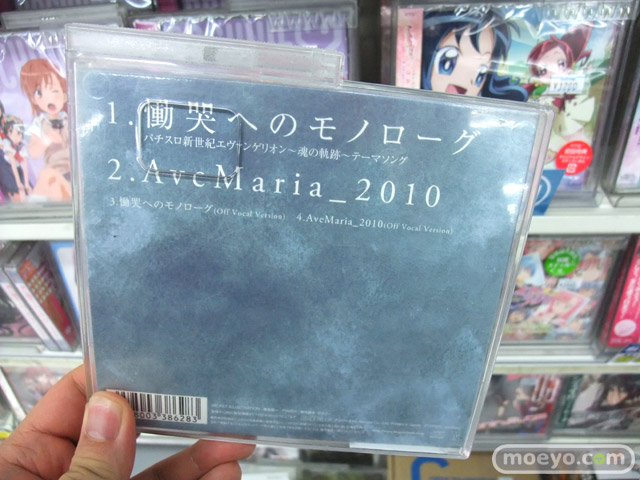 1.慟哭へのモノローグ
パチスロ新世紀エヴァンゲリオン～魂の軌跡～テーマソング
2.AveMaria_2010
3.慟哭へのモノローグ(Off Vocal Version) 4.AveMaria_2010(Off Vocal Version)
8003 386283
moeyo.com